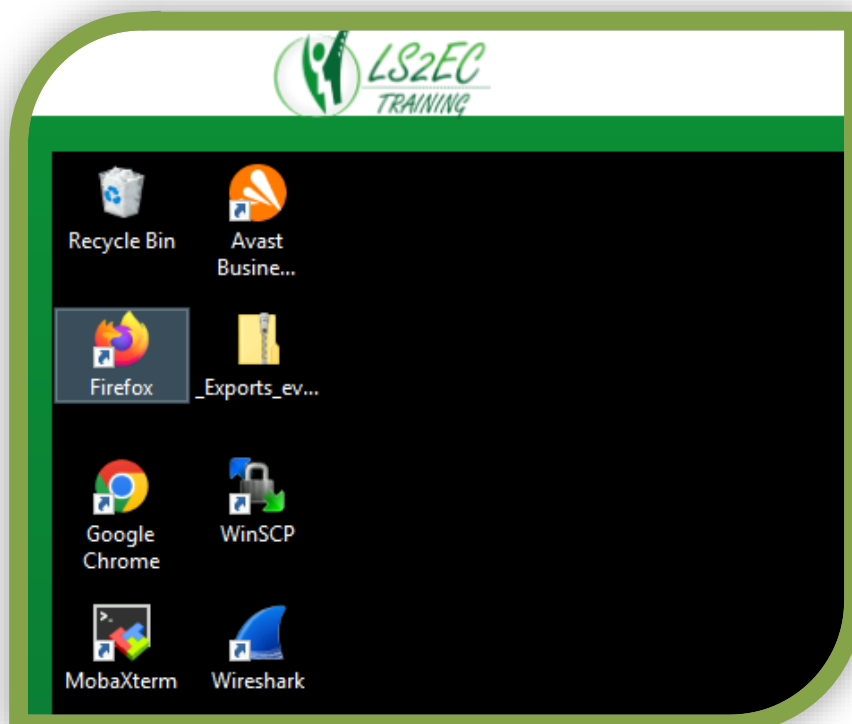 LS2EC
TRAINING
Recycle Bin
Avast
Busine...
Firefox
_Exports_ev...
Google
Chrome
WinSCP
MobaXterm
Wireshark